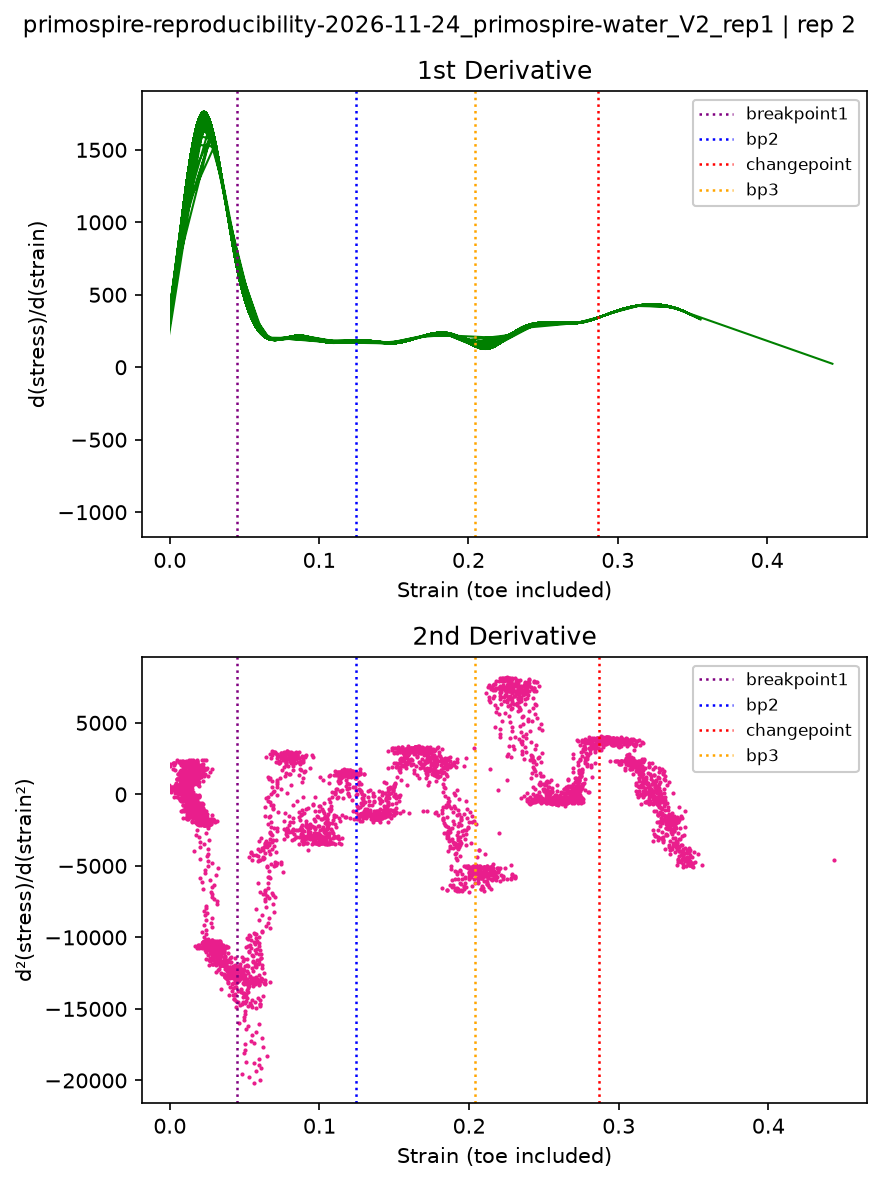 primospire-reproducibility-2026-11-24_primospire-water_V2_rep1 | rep 2
1st Derivative
breakpoint1
bp2
changepoint
bp3
d(stress)/d(strain)
1500
1000
500
0
−500
−1000
0.0
0.1
0.2
0.3
0.4
Strain (toe included)
2nd Derivative
breakpoint1
bp2
changepoint
bp3
d²(stress)/d(strain²)
5000
0
−5000
−10000
−15000
−20000
0.0
0.1
0.2
0.3
0.4
Strain (toe included)